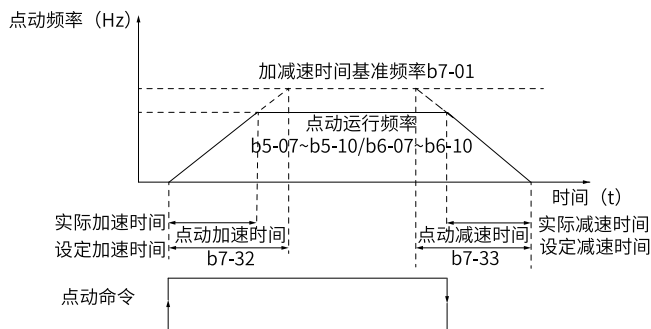 点动频率（Hz）
加减速时间基准频率b7-01
点动运行频率
b5-07~b5-10/b6-07~b6-10
时间（t）
实际加速时间
点动加速时间
设定加速时间
b7-32
点动减速时间
b7-33
实际减速时间
设定减速时间
点动命令